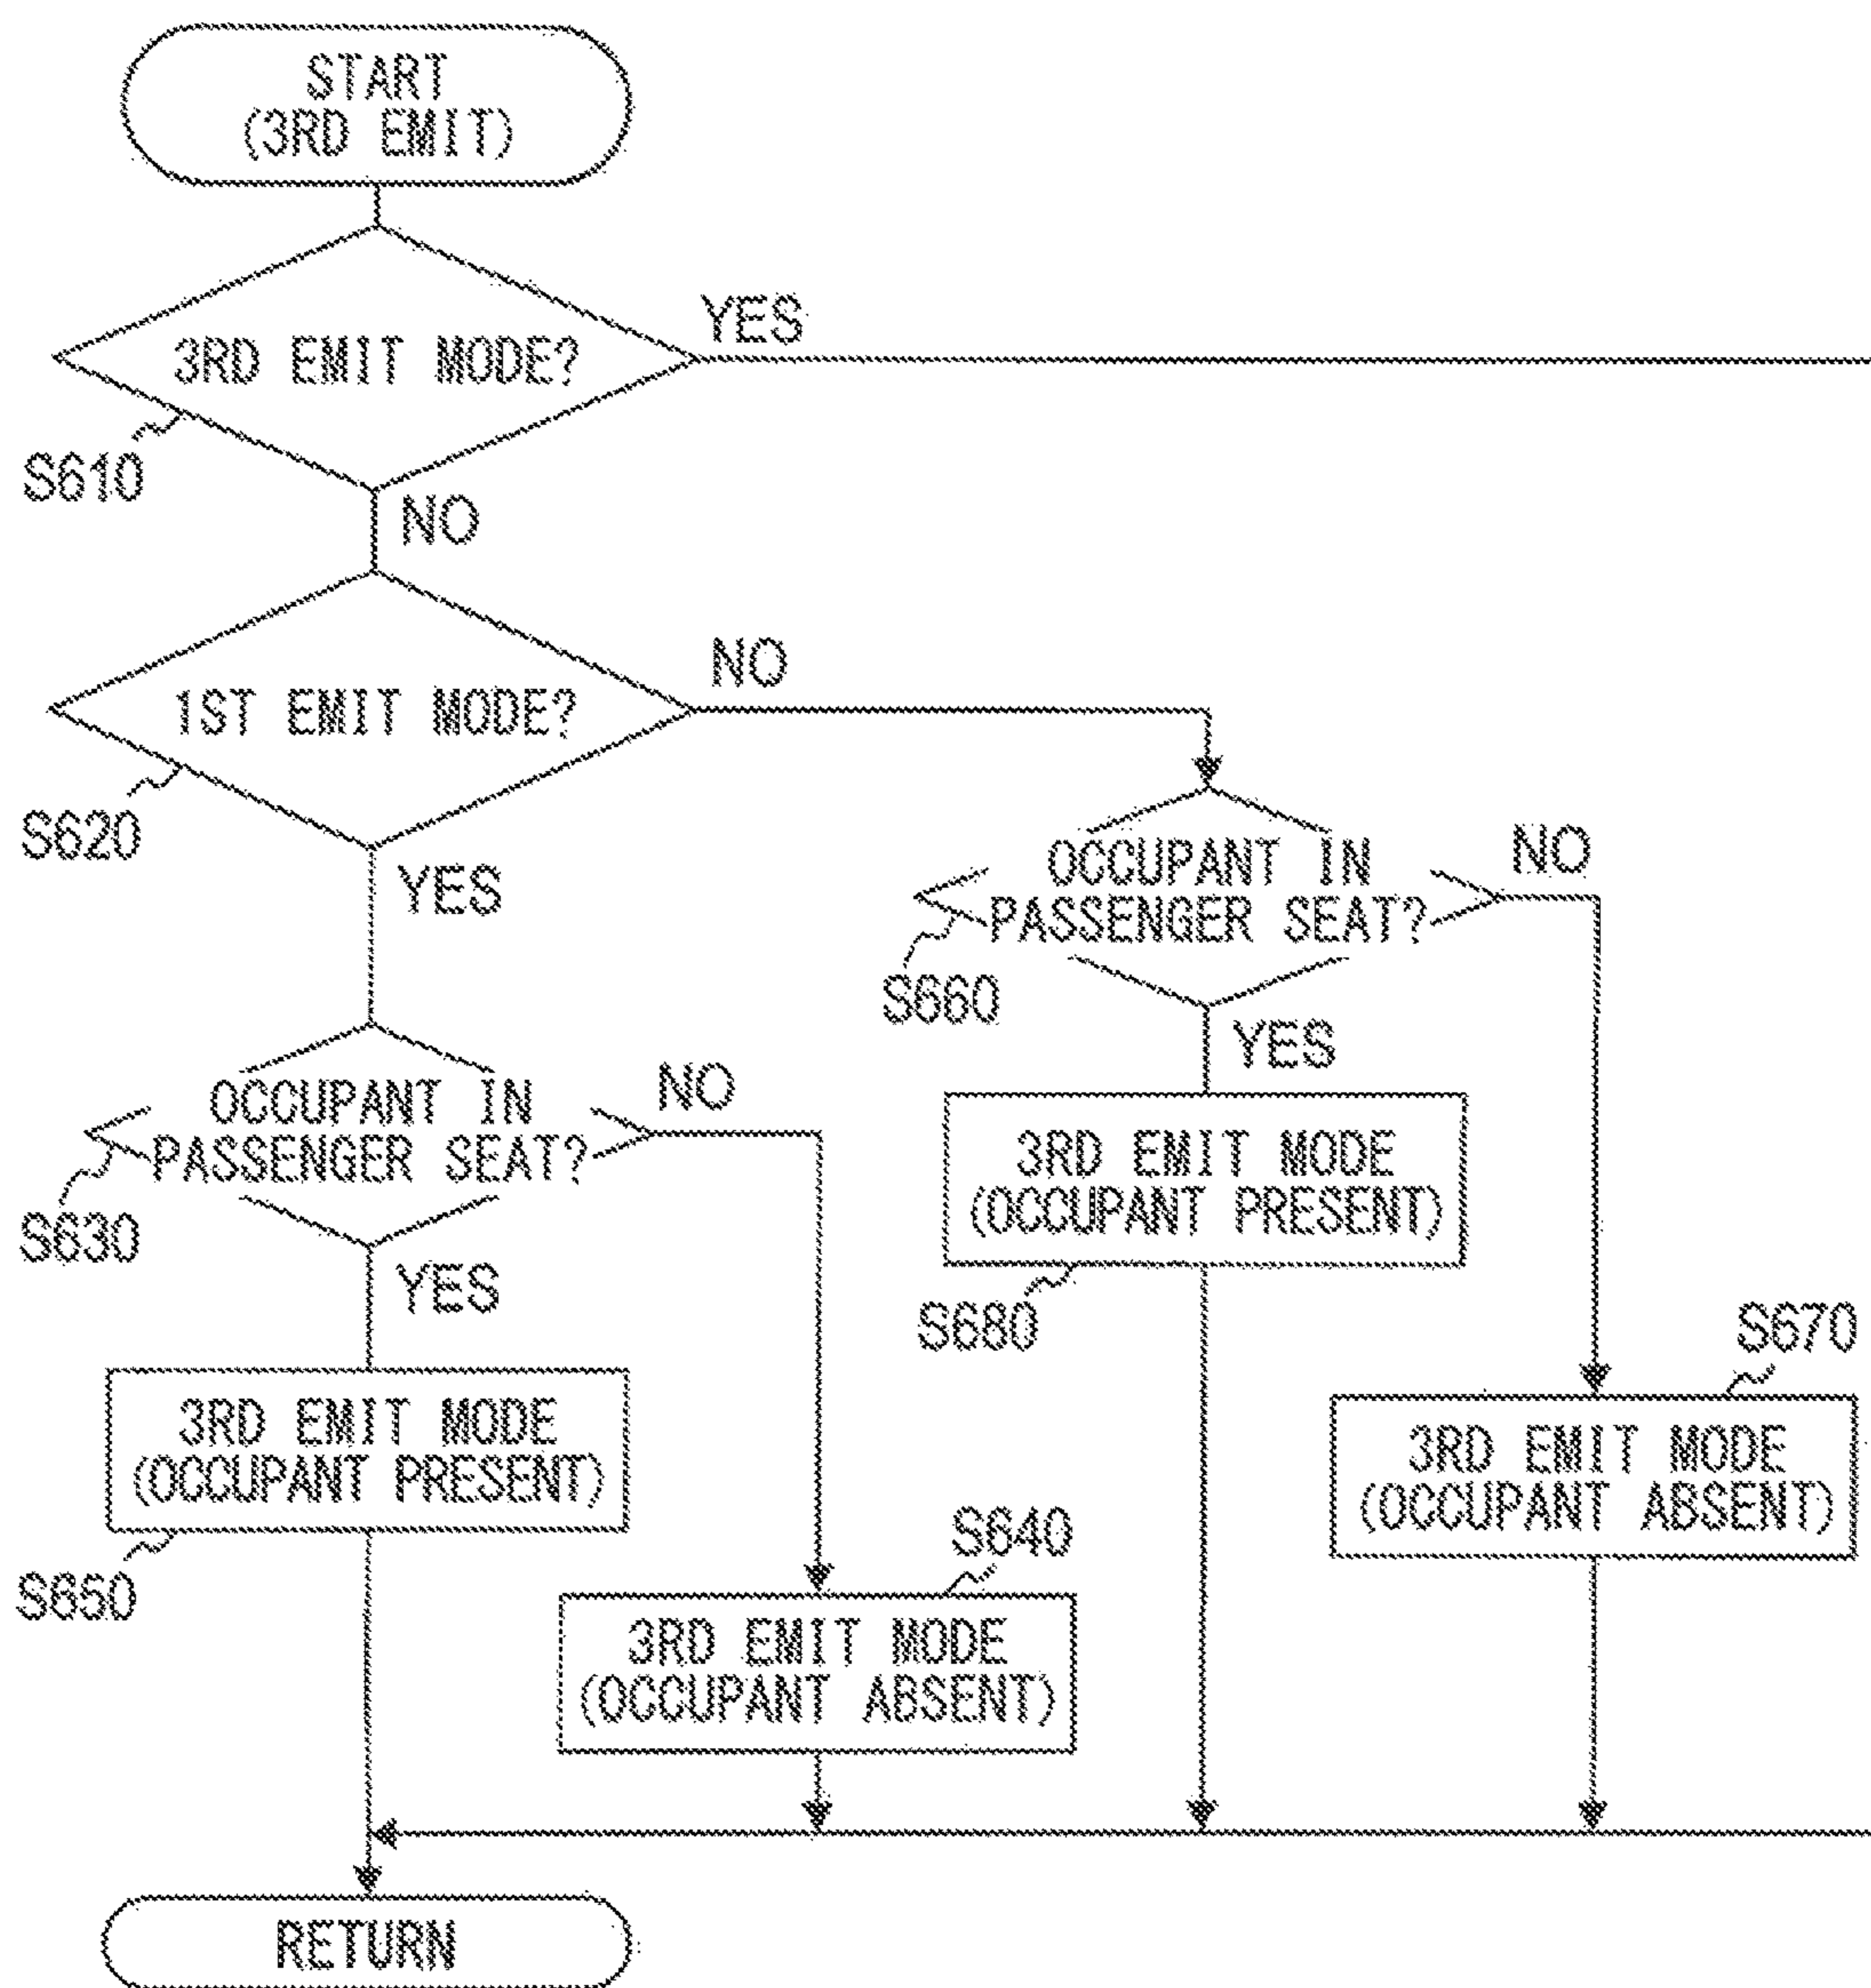 START
(3RD EMIT)
YES
3RD EMIT MODE?
S610
NO
NO
1ST EMIT MODE?
S620
YES
OCCUPANT IN
PASSENGER SEAT?
NO
S660
YES
OCCUPANT IN
PASSENGER SEAT?
NO
S630
YES
3RD EMIT MODE
(OCCUPANT PRESENT)
S680
S670
3RD EMIT MODE
(OCCUPANT PRESENT)
S650
3RD EMIT MODE
(OCCUPANT ABSENT)
S640
3RD EMIT MODE
(OCCUPANT ABSENT)
RETURN